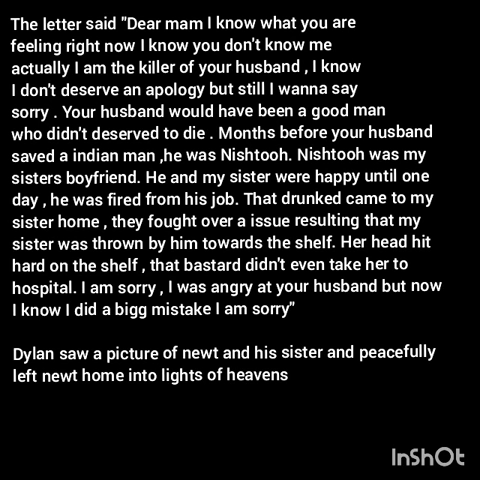 The letter said "Dear mam I know what you are
feeling right now I know you don't know me
actually I am the killer of your husband , I know
I don't deserve an apology but still I wanna say
sorry . Your husband would have been a good man
who didn't deserved to die . Months before your husband
saved a indian man ,he was Nishtooh. Nishtooh was my
sisters boyfriend. He and my sister were happy until one
day , he was fired from his job. That drunked came to my
sister home , they fought over a issue resulting that my
sister was thrown by him towards the shelf. Her head hit
hard on the shelf , that bastard didn't even take her to
hospital. I am sorry , I was angry at your husband but now
I know I did a bigg mistake I am sorry"
Dylan saw a picture of newt and his sister and peacefully
left newt home into lights of heavens
InShOt